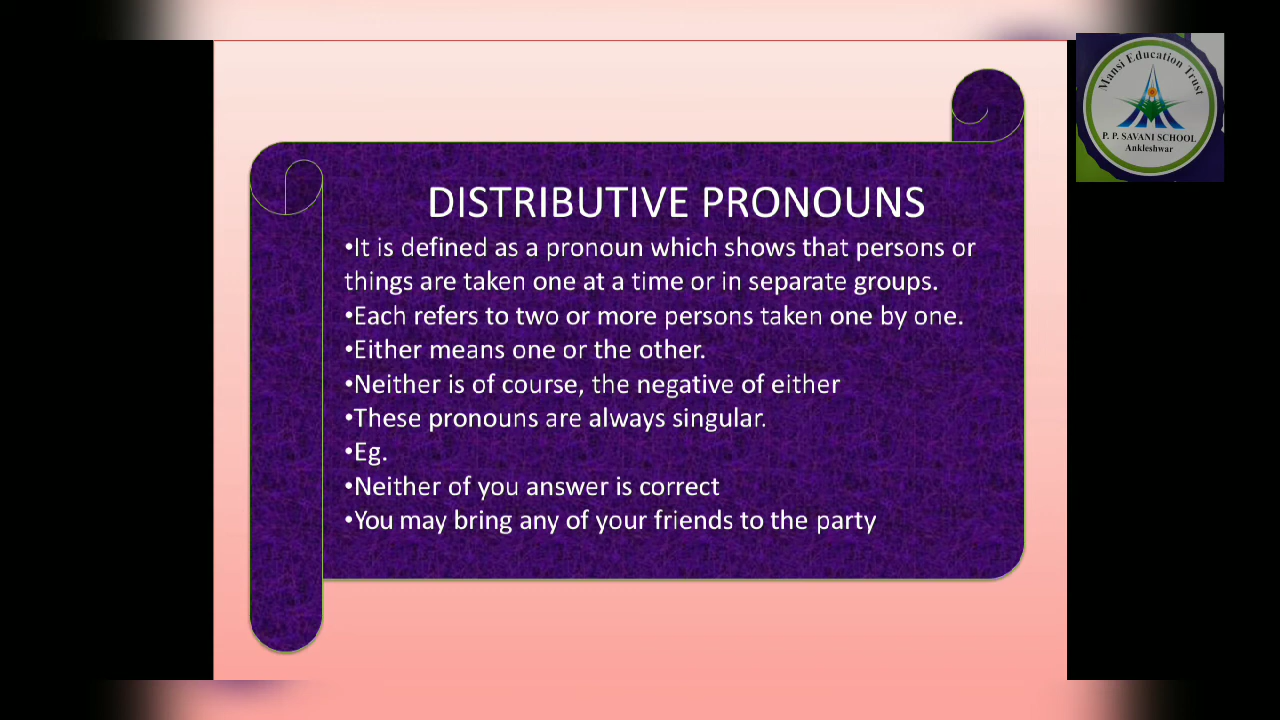 Mansi Education Trust
P. P. SAVANI SCHOOL
Ankleshwar
DISTRIBUTIVE PRONOUNS
•It is defined as a pronoun which shows that persons or
things are taken one at a time or in separate groups.
•Each refers to two or more persons taken one by one.
•Either means one or the other.
•Neither is of course, the negative of either
•These pronouns are always singular.
•Eg.
•Neither of you answer is correct
•You may bring any of your friends to the party